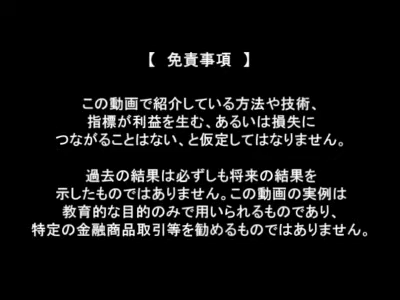 【 免責事項 】
この動画で紹介している方法や技術、
指標が利益を生む、あるいは損失に
つながることはない、と仮定してはなりません。
過去の結果は必ずしも将来の結果を
示したものではありません。この動画の実例は
教育的な目的のみで用いられるものであり、
特定の金融商品取引等を勧めるものではありません。